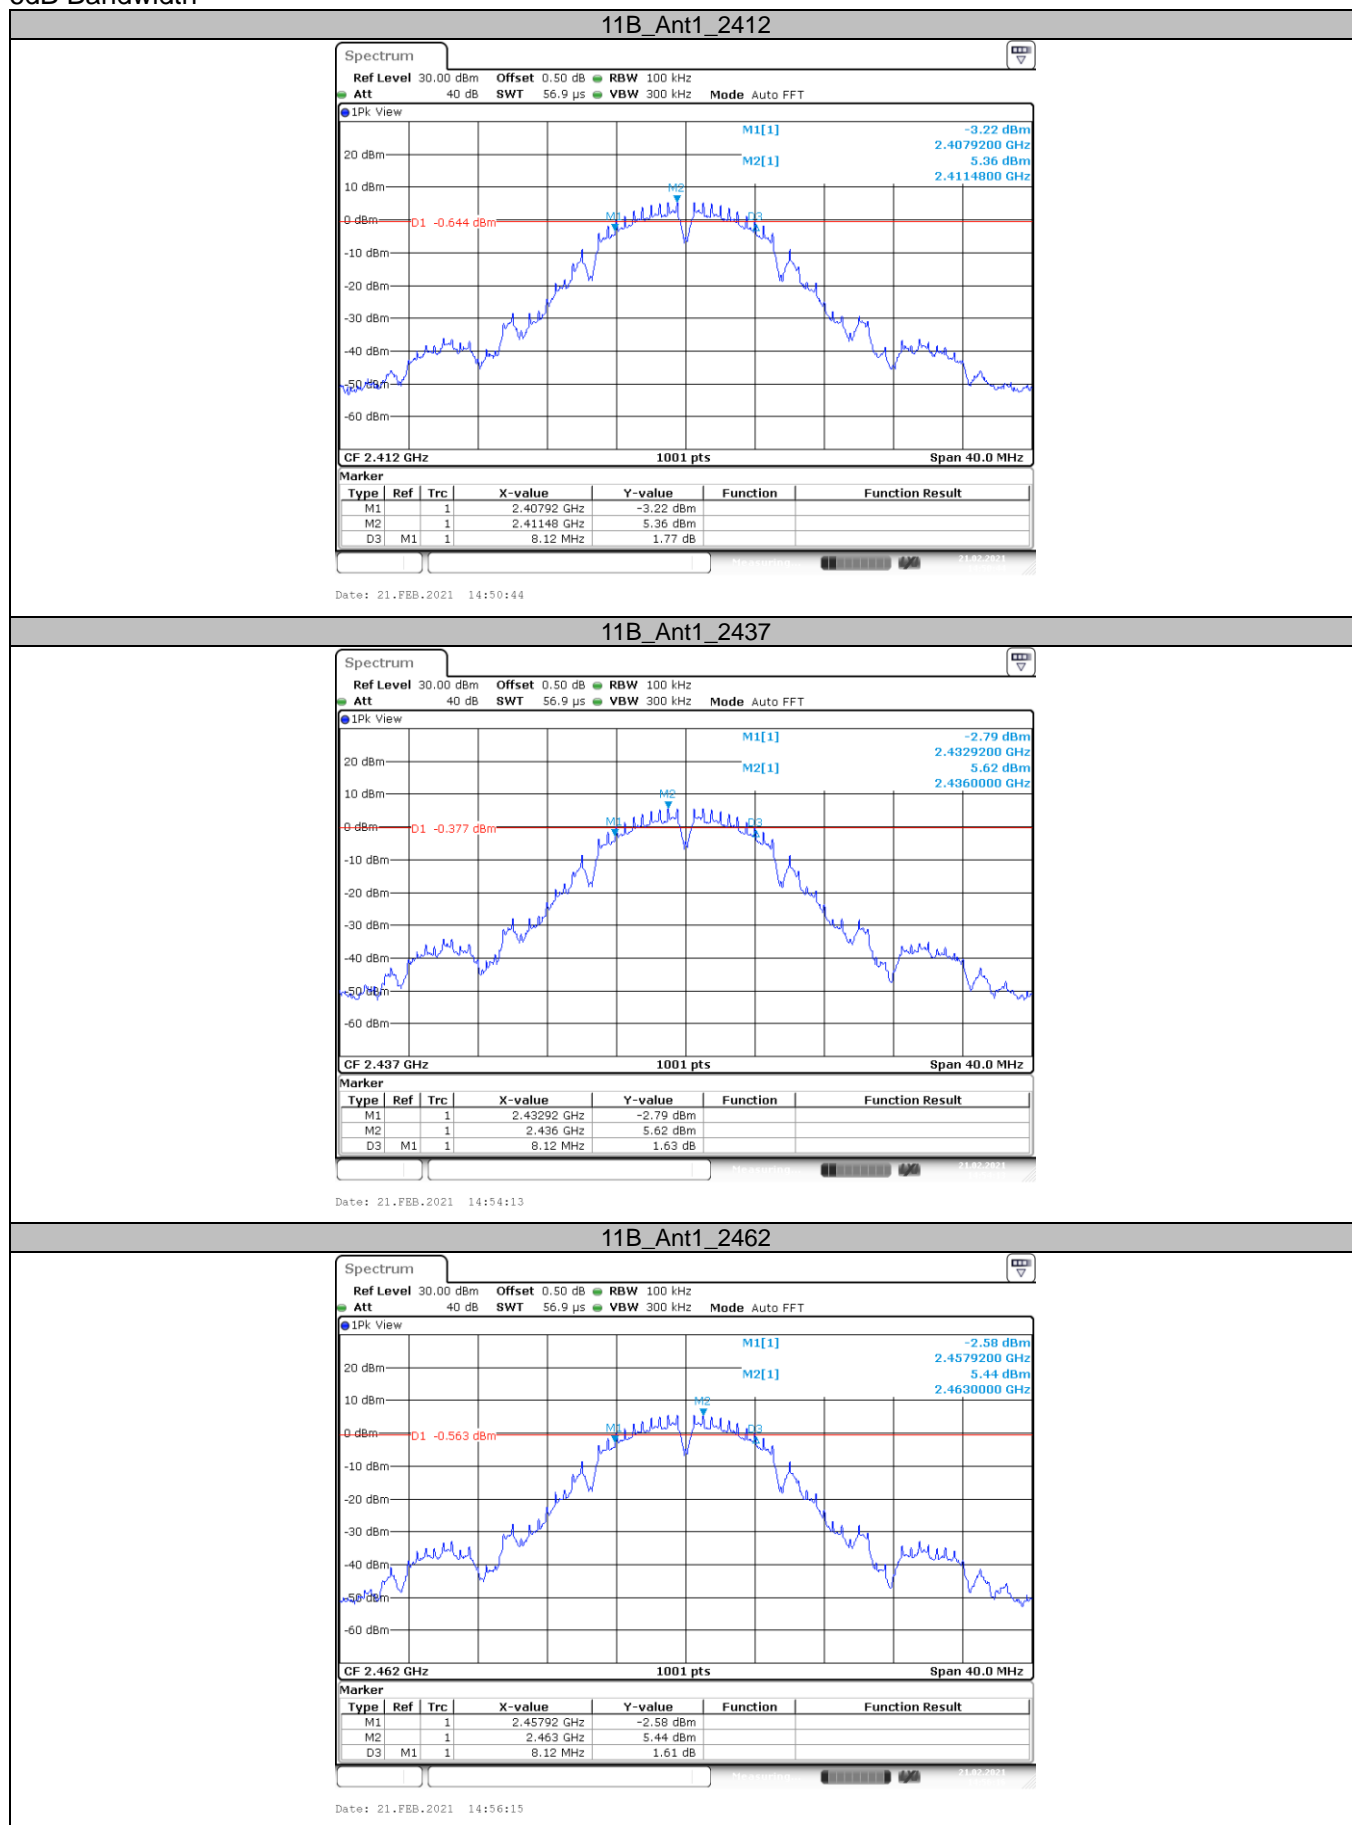 11B_Ant1_2412
Spectrum
Ref Level 30.00 dBm Offset 0.50 dB RBW 100 kHz
Att 40 dB SWT 56.9 µs VBW 300 kHz Mode Auto FFT
1Pk View
M1[1] -3.22 dBm
2.4079200 GHz
20 dBm
M2[1] 5.36 dBm
2.4114800 GHz
10 dBm
M2
M1
D3
0 dBm
D1 -0.644 dBm
-10 dBm
-20 dBm
-30 dBm
-40 dBm
-50 dBm
-60 dBm
CF 2.412 GHz 1001 pts Span 40.0 MHz
Marker
Type Ref Trc X-value Y-value Function Function Result
M1 1 2.40792 GHz -3.22 dBm
M2 1 2.41148 GHz 5.36 dBm
D3 M1 1 8.12 MHz 1.77 dB
Measuring... 21.02.2021
Date: 21.FEB.2021 14:50:44
11B_Ant1_2437
Spectrum
Ref Level 30.00 dBm Offset 0.50 dB RBW 100 kHz
Att 40 dB SWT 56.9 µs VBW 300 kHz Mode Auto FFT
1Pk View
M1[1] -2.79 dBm
2.4329200 GHz
20 dBm
M2[1] 5.62 dBm
2.4360000 GHz
10 dBm
M2
M1
D3
0 dBm
D1 -0.377 dBm
-10 dBm
-20 dBm
-30 dBm
-40 dBm
-50 dBm
-60 dBm
CF 2.437 GHz 1001 pts Span 40.0 MHz
Marker
Type Ref Trc X-value Y-value Function Function Result
M1 1 2.43292 GHz -2.79 dBm
M2 1 2.436 GHz 5.62 dBm
D3 M1 1 8.12 MHz 1.63 dB
Measuring... 21.02.2021
Date: 21.FEB.2021 14:54:13
11B_Ant1_2462
Spectrum
Ref Level 30.00 dBm Offset 0.50 dB RBW 100 kHz
Att 40 dB SWT 56.9 µs VBW 300 kHz Mode Auto FFT
1Pk View
M1[1] -2.58 dBm
2.4579200 GHz
20 dBm
M2[1] 5.44 dBm
2.4630000 GHz
10 dBm
M2
M1
D3
0 dBm
D1 -0.563 dBm
-10 dBm
-20 dBm
-30 dBm
-40 dBm
-50 dBm
-60 dBm
CF 2.462 GHz 1001 pts Span 40.0 MHz
Marker
Type Ref Trc X-value Y-value Function Function Result
M1 1 2.45792 GHz -2.58 dBm
M2 1 2.463 GHz 5.44 dBm
D3 M1 1 8.12 MHz 1.61 dB
Measuring... 21.02.2021
Date: 21.FEB.2021 14:56:15